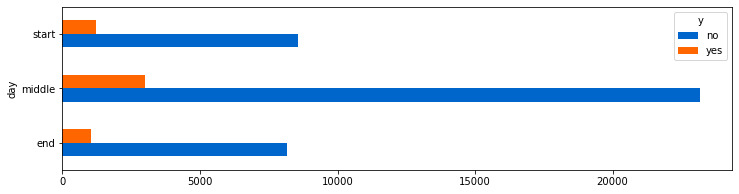 y
no
yes
start
middle
end
day
0 5000 10000 15000 20000